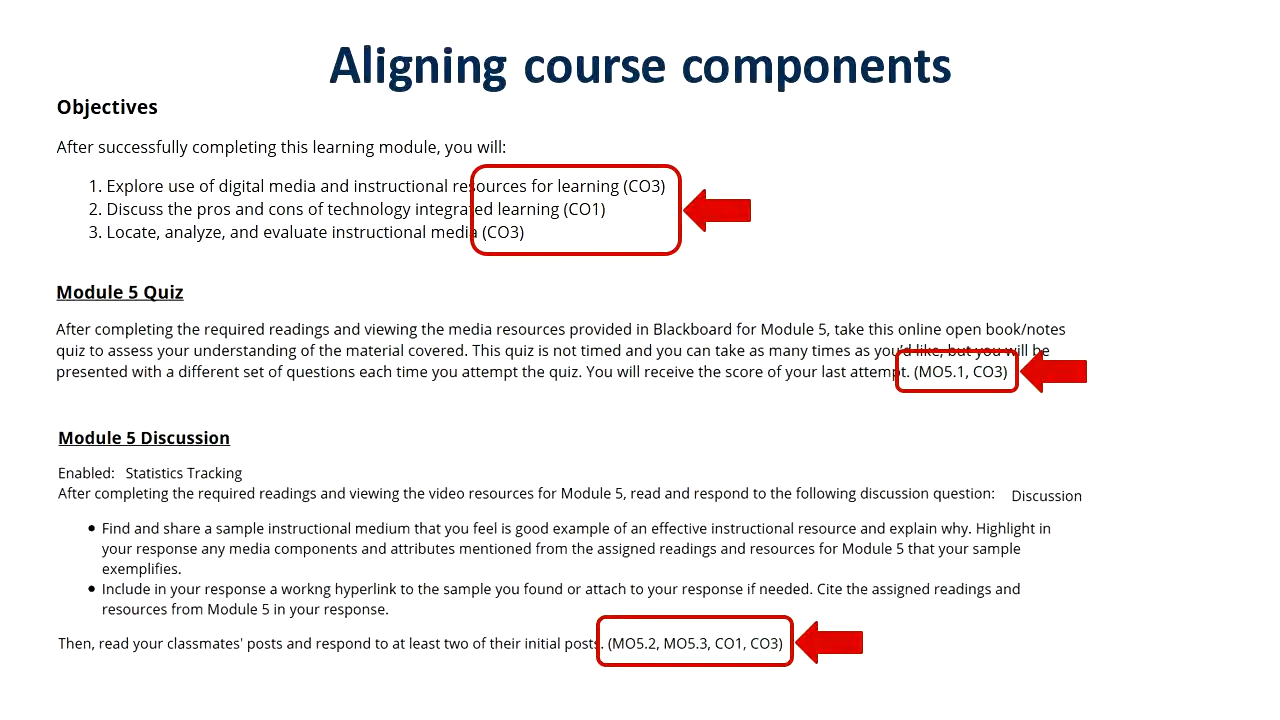 Aligning course components
Objectives
After successfully completing this learning module, you will:
1. Explore use of digital media and instructional resources for learning (CO3)
2. Discuss the pros and cons of technology integrated learning (CO1)
3. Locate, analyze, and evaluate instructional media (CO3)
Module 5 Quiz
After completing the required readings and viewing the media resources provided in Blackboard for Module 5, take this online open book/notes
quiz to assess your understanding of the material covered. This quiz is not timed and you can take as many times as you'd like, but you will be
presented with a different set of questions each time you attempt the quiz. You will receive the score of your last attempt. (MO5.1, CO3)
Module 5 Discussion
Enabled: Statistics Tracking
After completing the required readings and viewing the video resources for Module 5, read and respond to the following discussion question: Discussion
• Find and share a sample instructional medium that you feel is good example of an effective instructional resource and explain why. Highlight in
your response any media components and attributes mentioned from the assigned readings and resources for Module 5 that your sample
exemplifies.
• Include in your response a workng hyperlink to the sample you found or attach to your response if needed. Cite the assigned readings and
resources from Module 5 in your response.
Then, read your classmates' posts and respond to at least two of their initial posts. (MO5.2, MO5.3, CO1, CO3)